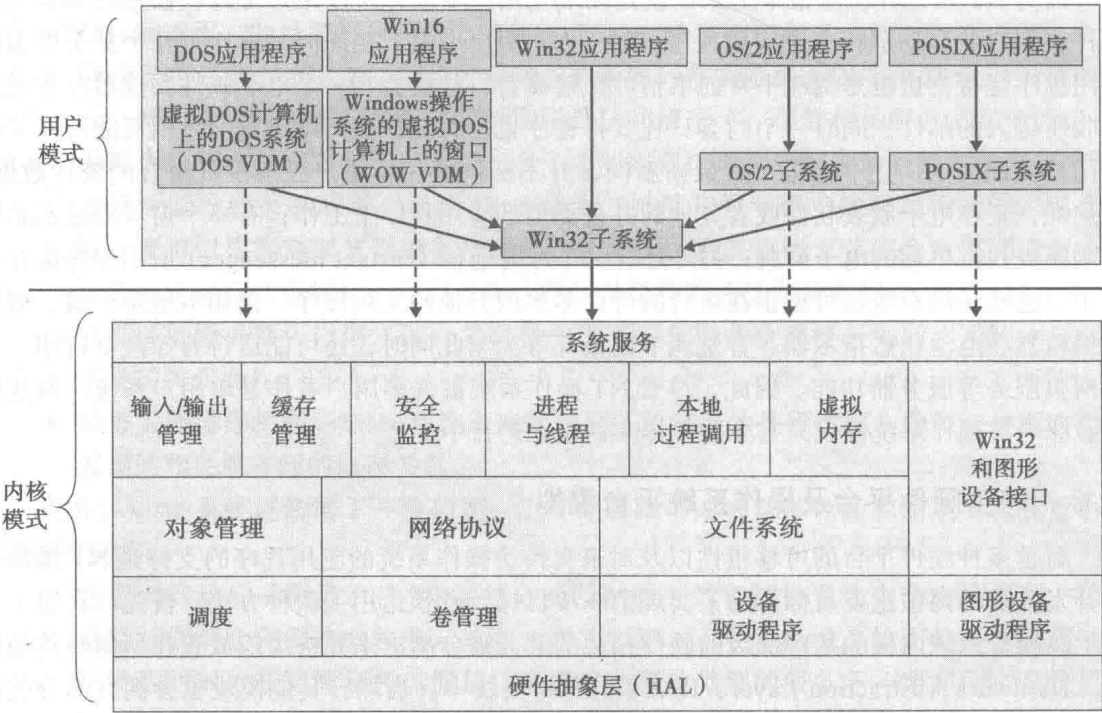 DOS应用程序
Win16
应用程序
Win32应用程序
OS/2应用程序
POSIX应用程序
用户
模式
虚拟DOS计算机
上的DOS系统
(DOS VDM)
Windows操作
系统的虚拟DOS
计算机上的窗口
(WOW VDM)
OS/2子系统
POSIX子系统
Win32子系统
内核
模式
系统服务
输入/输出
管理
缓存
管理
安全
监控
进程
与线程
本地
过程调用
虚拟
内存
Win32
和图形
设备接口
对象管理
网络协议
文件系统
调度
卷管理
设备
驱动程序
图形设备
驱动程序
硬件抽象层(HAL)